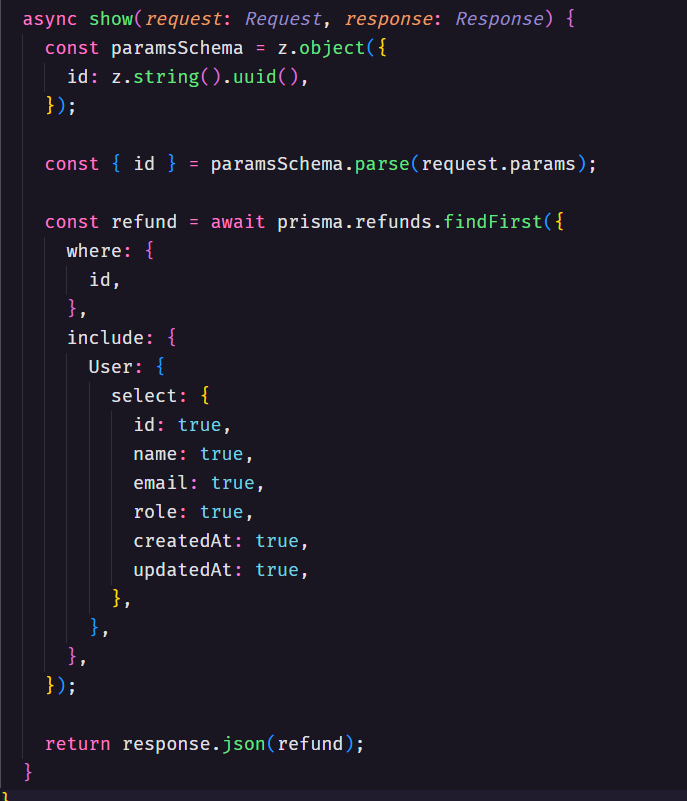 async show(request: Request, response: Response) {
const paramsSchema = z.object({
id: z.string().uuid(),
});
const { id } = paramsSchema.parse(request.params);
const refund = await prisma.refunds.findFirst({
where: {
id,
},
include: {
User: {
select: {
id: true,
name: true,
email: true,
role: true,
createdAt: true,
updatedAt: true,
},
},
},
});
return response.json(refund);
}
}